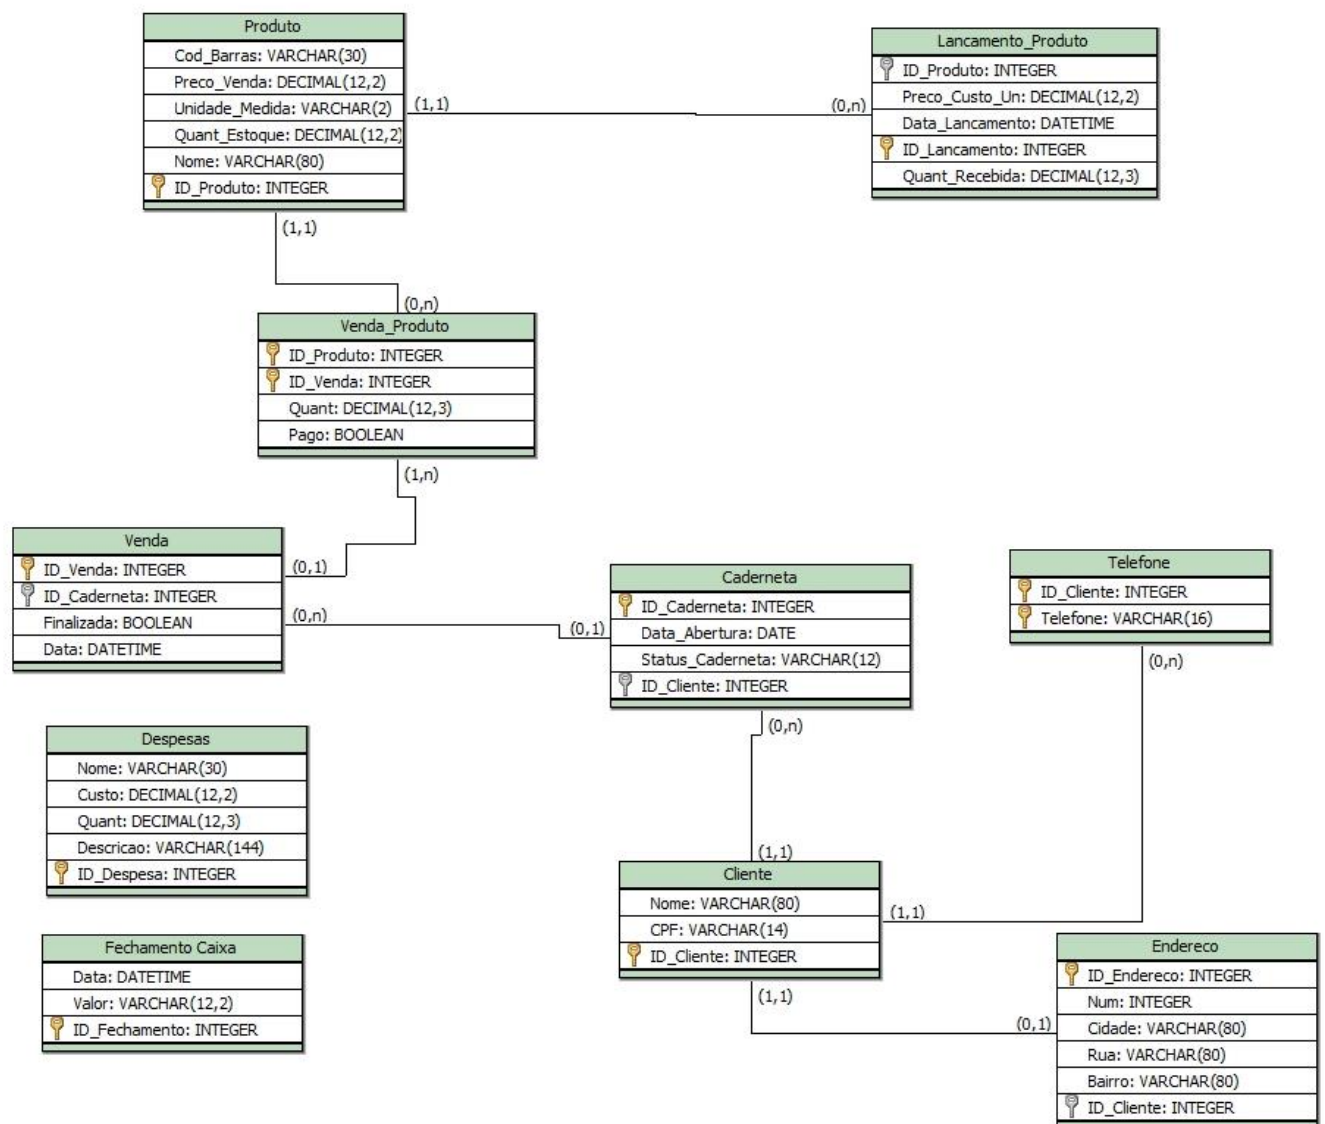 Produto
Cod_Barras: VARCHAR(30)
Preco_Venda: DECIMAL(12,2)
Unidade_Medida: VARCHAR(2)
Quant_Estoque: DECIMAL(12,2)
Nome: VARCHAR(80)
ID_Produto: INTEGER
(1,1)
(0,n)
Lancamento_Produto
ID_Produto: INTEGER
Preco_Custo_Un: DECIMAL(12,2)
Data_Lancamento: DATETIME
ID_Lancamento: INTEGER
Quant_Recebida: DECIMAL(12,3)
(1,1)
(0,n)
Venda_Produto
ID_Produto: INTEGER
ID_Venda: INTEGER
Quant: DECIMAL(12,3)
Pago: BOOLEAN
(1,n)
Venda
ID_Venda: INTEGER
ID_Caderneta: INTEGER
Finalizada: BOOLEAN
Data: DATETIME
(0,1)
(0,n)
(0,1)
Caderneta
ID_Caderneta: INTEGER
Data_Abertura: DATE
Status_Caderneta: VARCHAR(12)
ID_Cliente: INTEGER
(0,n)
Telefone
ID_Cliente: INTEGER
Telefone: VARCHAR(16)
(0,n)
Despesas
Nome: VARCHAR(30)
Custo: DECIMAL(12,2)
Quant: DECIMAL(12,3)
Descricao: VARCHAR(144)
ID_Despesa: INTEGER
(1,1)
Cliente
Nome: VARCHAR(80)
CPF: VARCHAR(14)
ID_Cliente: INTEGER
(1,1)
(1,1)
(0,1)
Fechamento Caixa
Data: DATETIME
Valor: VARCHAR(12,2)
ID_Fechamento: INTEGER
Endereco
ID_Endereco: INTEGER
Num: INTEGER
Cidade: VARCHAR(80)
Rua: VARCHAR(80)
Bairro: VARCHAR(80)
ID_Cliente: INTEGER